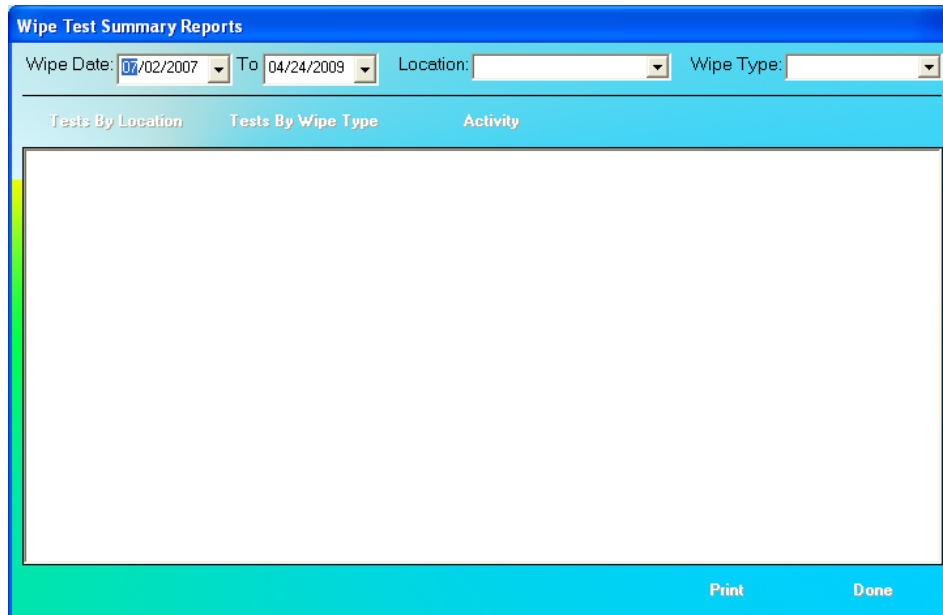 Wipe Test Summary Reports
Wipe Date: 07/02/2007 To 04/24/2009 Location: Wipe Type:
Tests By Location Tests By Wipe Type Activity
Print Done